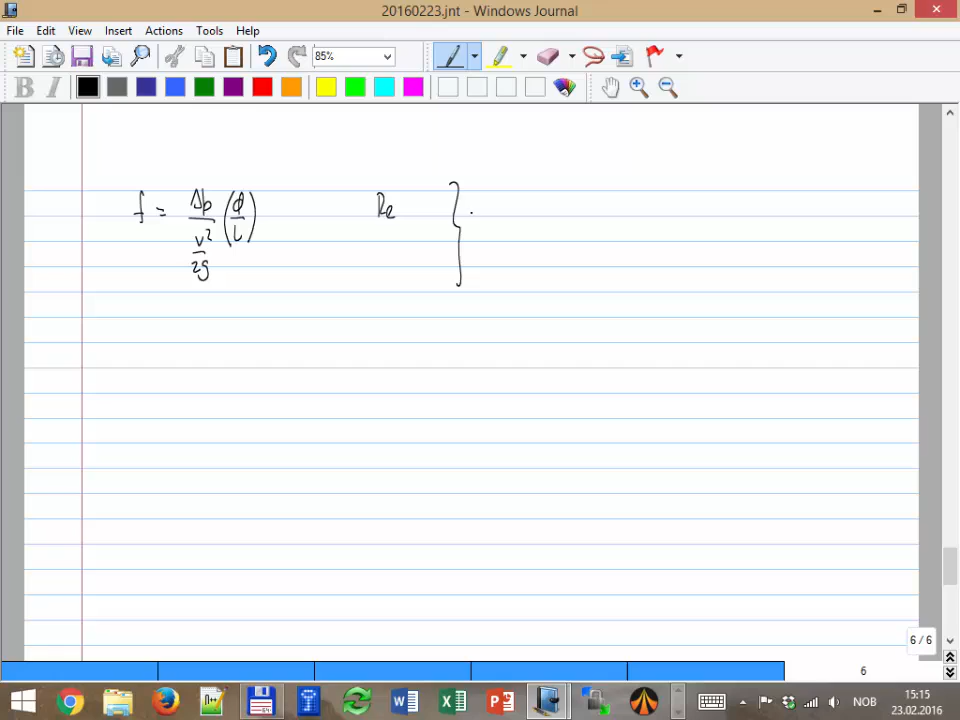 20160223.jnt - Windows Journal
File Edit View Insert Actions Tools Help
85%
B I
f = Δp / (v² / 2g) (φ / L) Re }
6 / 6
6
NOB
15:15
23.02.2016